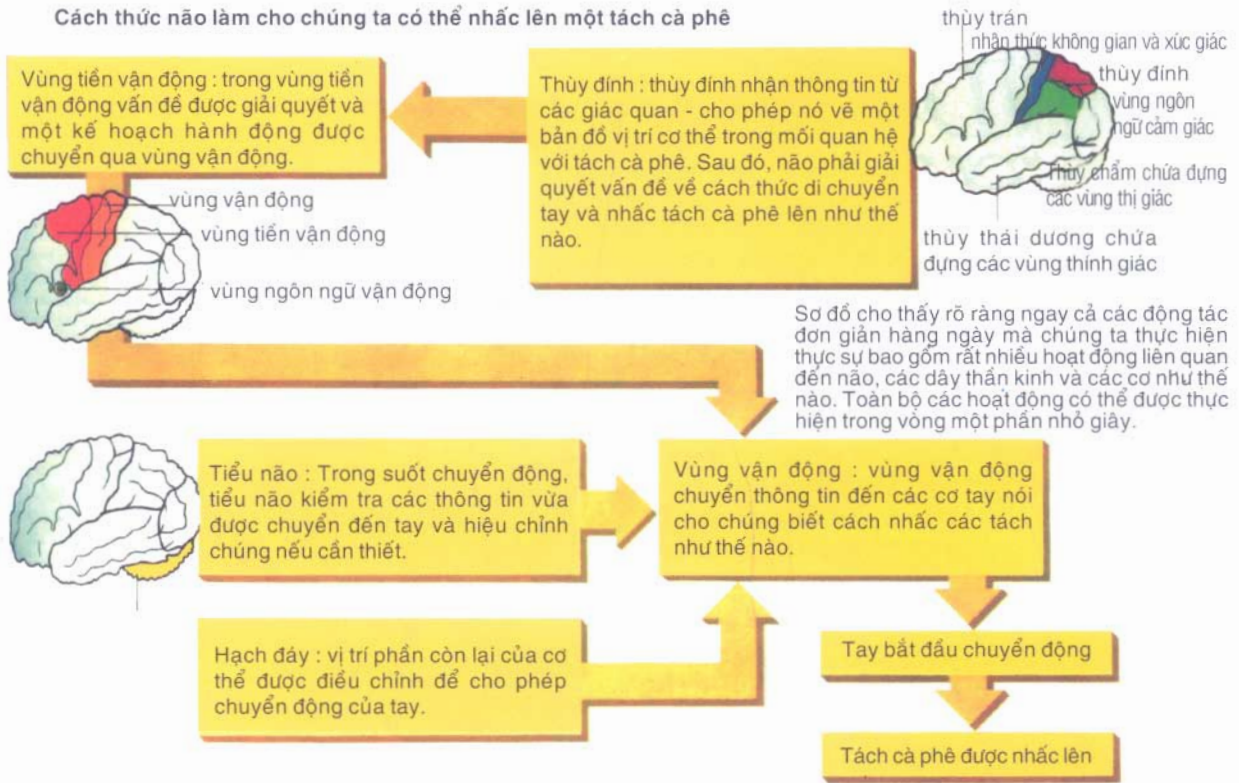 Cách thức não làm cho chúng ta có thể nhấc lên một tách cà phê
thùy trán
nhận thức không gian và xúc giác
thùy đính
vùng ngôn
ngữ cảm giác
Thùy chẩm chứa đựng
các vùng thị giác
thùy thái dương chứa
đựng các vùng thính giác
Thùy đính : thùy đính nhận thông tin từ
các giác quan - cho phép nó vẽ một
bản đồ vị trí cơ thể trong mối quan hệ
với tách cà phê. Sau đó, não phải giải
quyết vấn đề về cách thức di chuyển
tay và nhấc tách cà phê lên như thế
nào.
Vùng tiền vận động : trong vùng tiền
vận động vấn đề được giải quyết và
một kế hoạch hành động được
chuyển qua vùng vận động.
vùng vận động
vùng tiền vận động
vùng ngôn ngữ vận động
Sơ đồ cho thấy rõ ràng ngay cả các động tác
đơn giản hàng ngày mà chúng ta thực hiện
thực sự bao gồm rất nhiều hoạt động liên quan
đến não, các dây thần kinh và các cơ như thế
nào. Toàn bộ các hoạt động có thể được thực
hiện trong vòng một phần nhỏ giây.
Tiểu não : Trong suốt chuyển động,
tiểu não kiểm tra các thông tin vừa
được chuyển đến tay và hiệu chỉnh
chúng nếu cần thiết.
Vùng vận động : vùng vận động
chuyển thông tin đến các cơ tay nói
cho chúng biết cách nhấc các tách
như thế nào.
Hạch đáy : vị trí phần còn lại của cơ
thể được điều chỉnh để cho phép
chuyển động của tay.
Tay bắt đầu chuyển động
Tách cà phê được nhấc lên